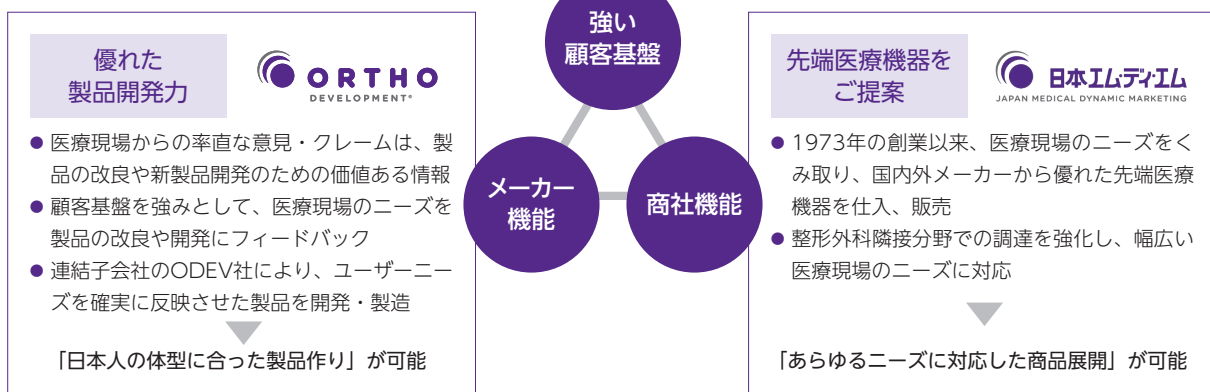 強い
顧客基盤
メーカー
機能
商社機能
優れた
製品開発力
ORTHO
DEVELOPMENT®
● 医療現場からの率直な意見・クレームは、製
品の改良や新製品開発のための価値ある情報
● 顧客基盤を強みとして、医療現場のニーズを
製品の改良や開発にフィードバック
● 連結子会社のODEV社により、ユーザーニー
ズを確実に反映させた製品を開発・製造
「日本人の体型に合った製品作り」が可能
先端医療機器を
ご提案
日本エム・ディ・エム
JAPAN MEDICAL DYNAMIC MARKETING
● 1973年の創業以来、医療現場のニーズをく
み取り、国内外メーカーから優れた先端医療
機器を仕入、販売
● 整形外科隣接分野での調達を強化し、幅広い
医療現場のニーズに対応
「あらゆるニーズに対応した商品展開」が可能